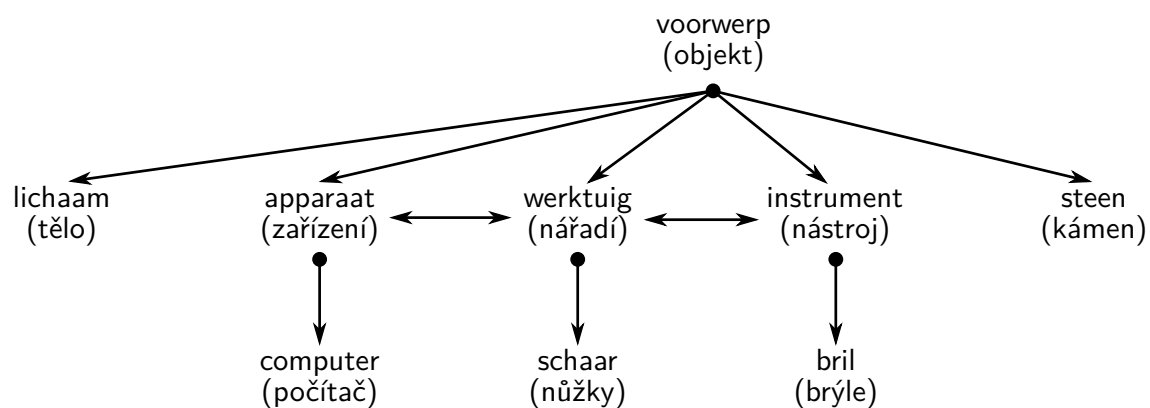 voorwerp
(objekt)
lichaam
(tělo)
apparaat
(zařízení)
werktuig
(nářadí)
instrument
(nástroj)
steen
(kámen)
computer
(počítač)
schaar
(nůžky)
bril
(brýle)